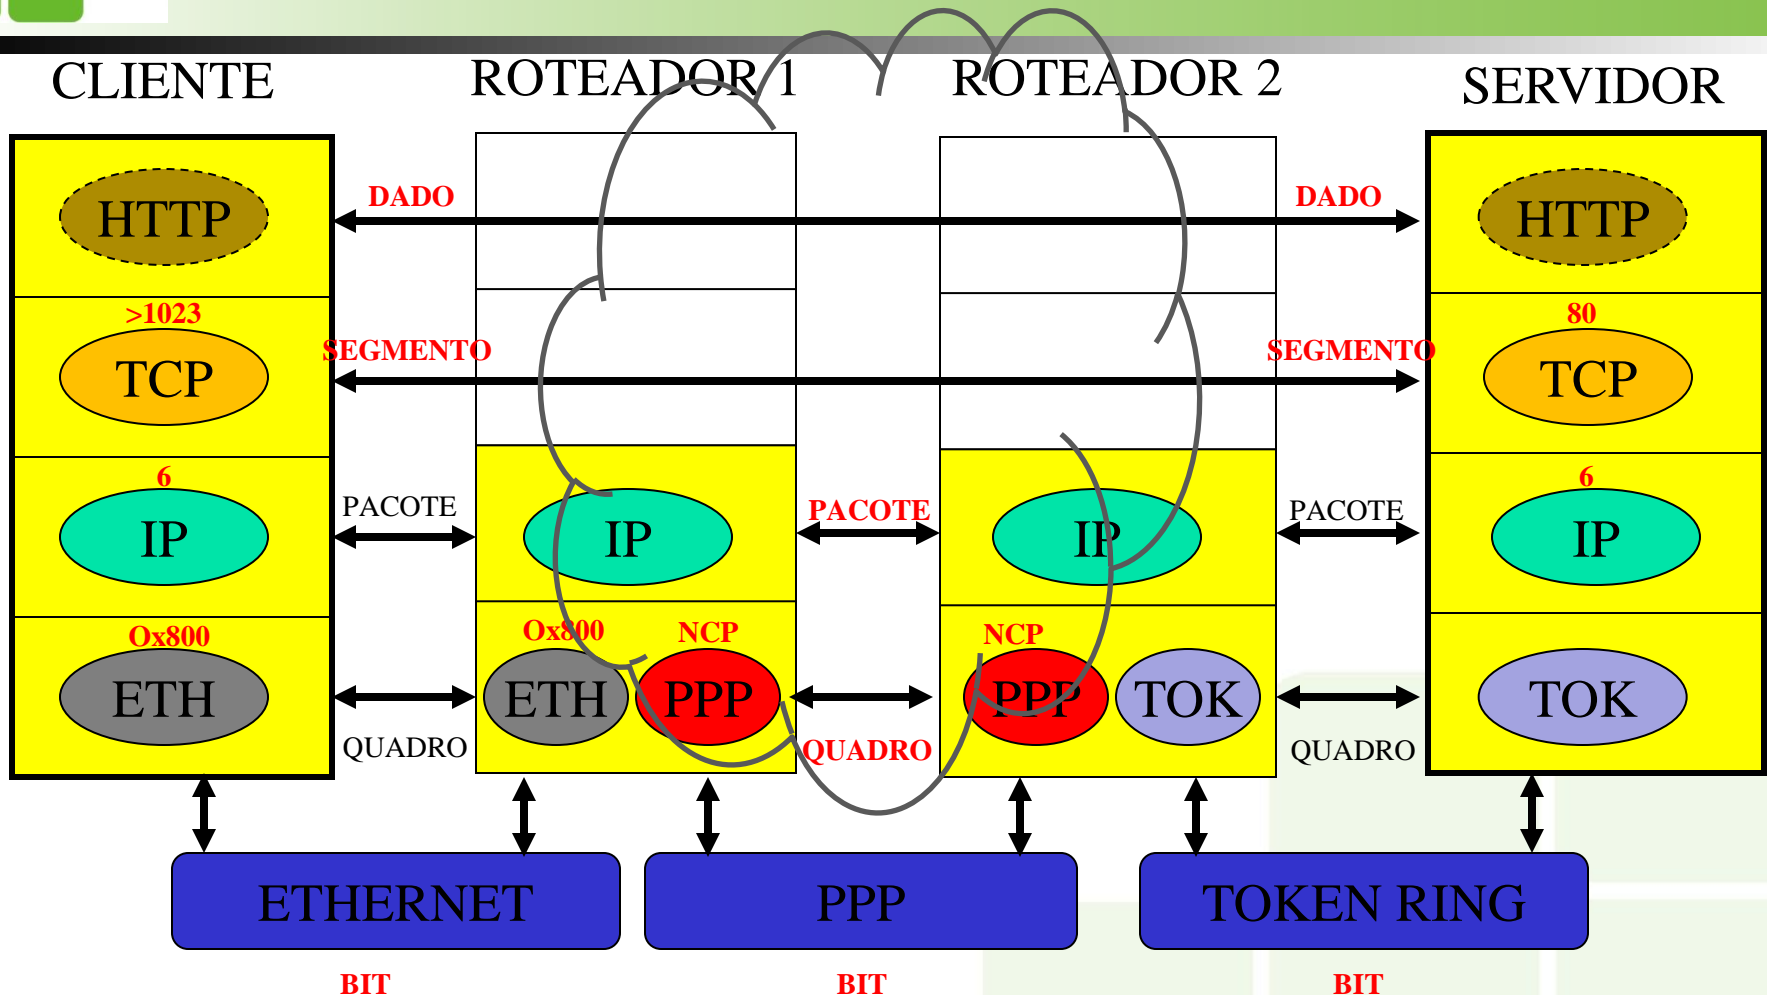 CLIENTE
ROTEADOR 1
ROTEADOR 2
SERVIDOR
DADO
DADO
HTTP
HTTP
>1023
80
SEGMENTO
SEGMENTO
TCP
TCP
6
6
PACOTE
PACOTE
PACOTE
IP
IP
IP
IP
Ox800
Ox800
NCP
NCP
ETH
ETH
PPP
PPP
TOK
TOK
QUADRO
QUADRO
QUADRO
ETHERNET
PPP
TOKEN RING
BIT
BIT
BIT